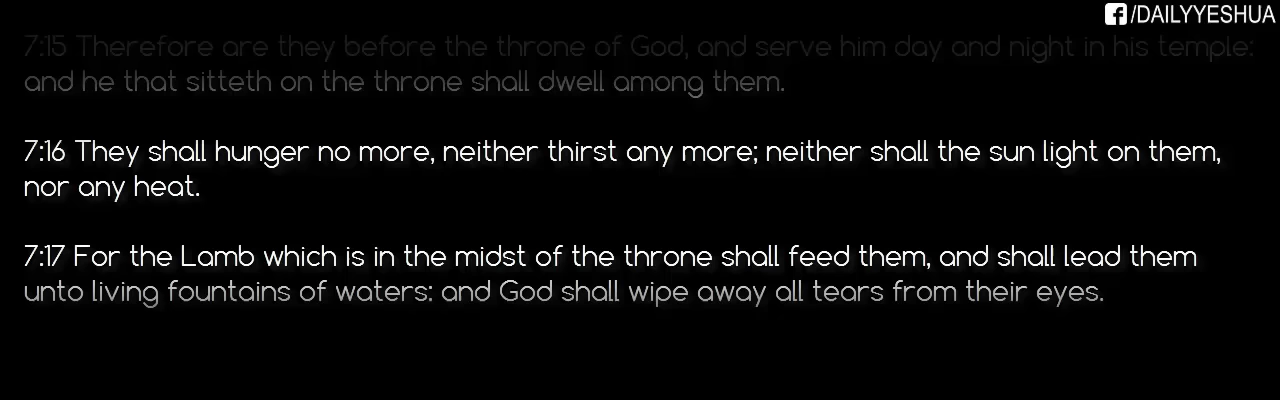 /DAILYYESHUA
7:15 Therefore are they before the throne of God, and serve him day and night in his temple:
and he that sitteth on the throne shall dwell among them.
7:16 They shall hunger no more, neither thirst any more; neither shall the sun light on them,
nor any heat.
7:17 For the Lamb which is in the midst of the throne shall feed them, and shall lead them
unto living fountains of waters: and God shall wipe away all tears from their eyes.